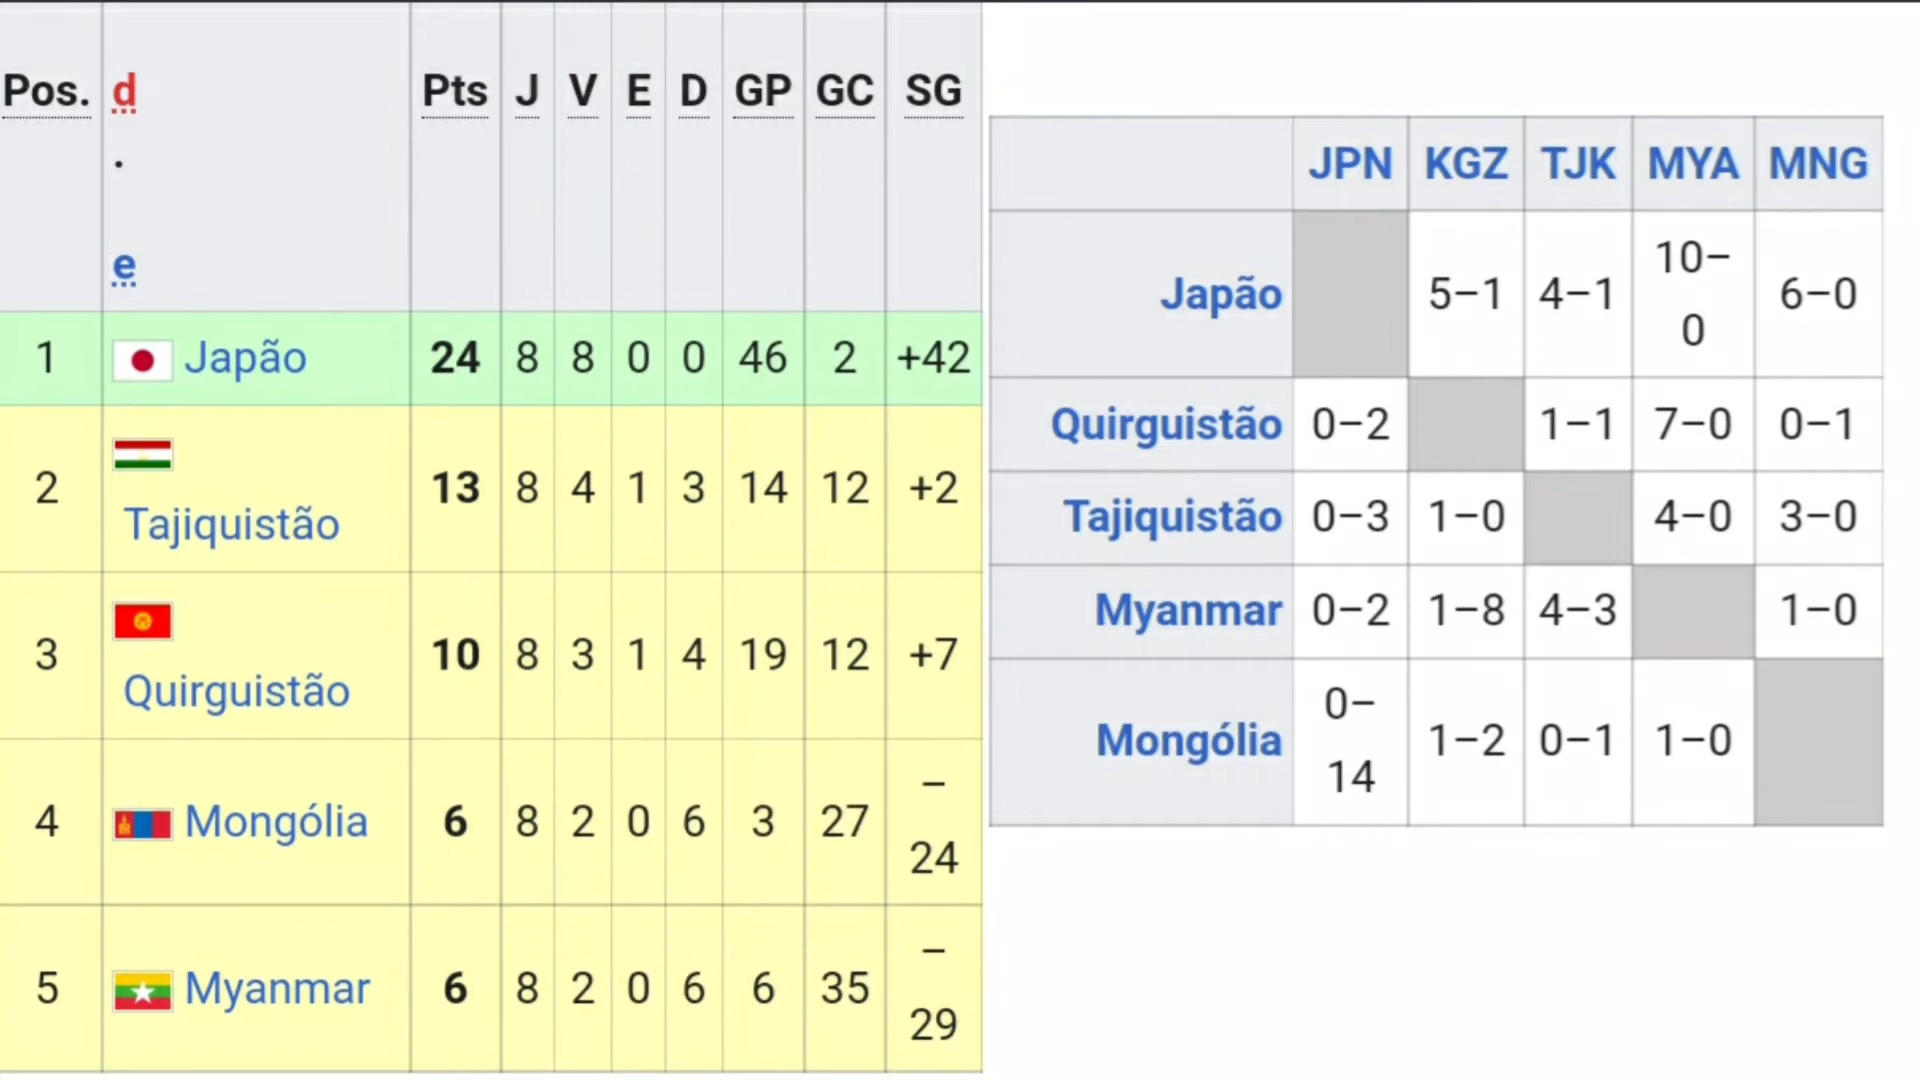 Pos. d Pts J V E D GP GC SG
.
e
1 Japão 24 8 8 0 0 46 2 +42
2 Tajiquistão 13 8 4 1 3 14 12 +2
3 Quirguistão 10 8 3 1 4 19 12 +7
4 Mongólia 6 8 2 0 6 3 27 –
24
5 Myanmar 6 8 2 0 6 6 35 –
29
JPN KGZ TJK MYA MNG
Japão 5–1 4–1 10– 6–0
0
Quirguistão 0–2 1–1 7–0 0–1
Tajiquistão 0–3 1–0 4–0 3–0
Myanmar 0–2 1–8 4–3 1–0
Mongólia 0– 1–2 0–1 1–0
14